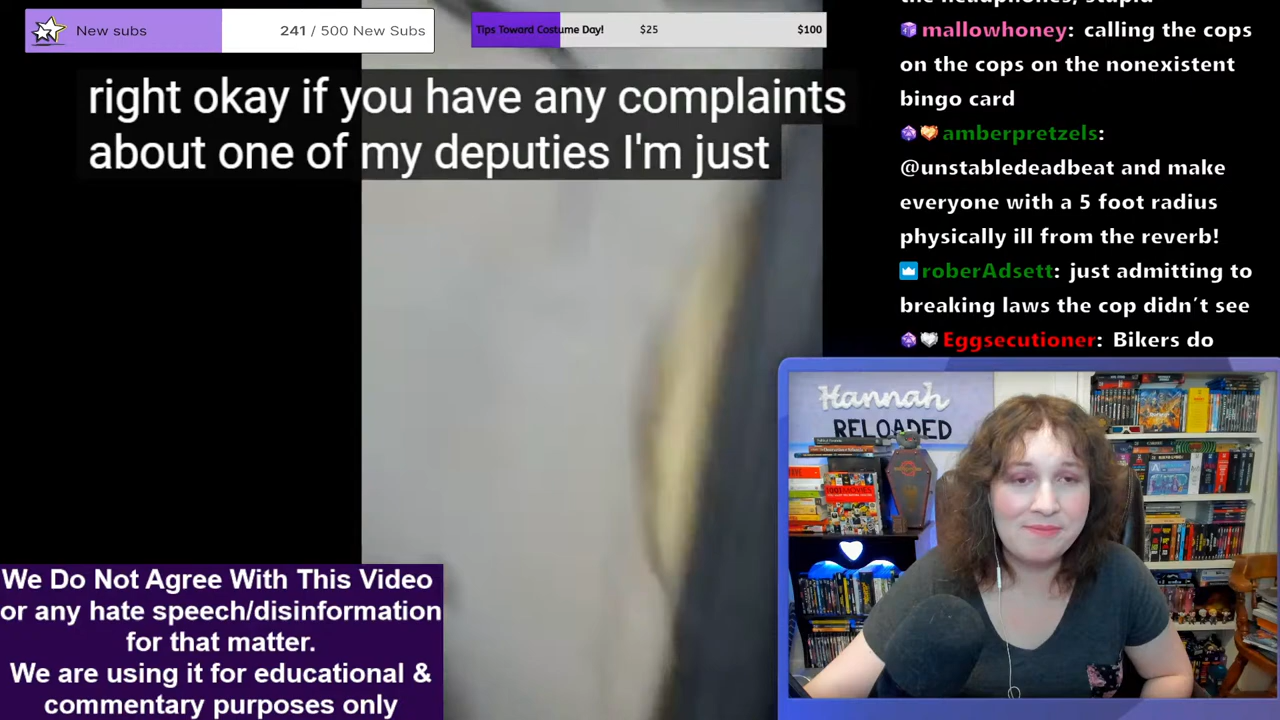 New subs
241 / 500 New Subs
Tips Toward Costume Day!
$25
$100
right okay if you have any complaints
about one of my deputies I'm just
mallowhoney: calling the cops
on the cops on the nonexistent
bingo card
amberpretzels:
@unstabledeadbeat and make
everyone with a 5 foot radius
physically ill from the reverb!
roberAdsett: just admitting to
breaking laws the cop didn't see
Eggsecutioner: Bikers do
Hannah
RELOADED
We Do Not Agree With This Video
or any hate speech/disinformation
for that matter.
We are using it for educational &
commentary purposes only